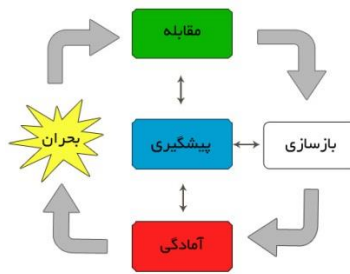 مقابله
بازسازی
پیشگیری
بحران
آمادگی